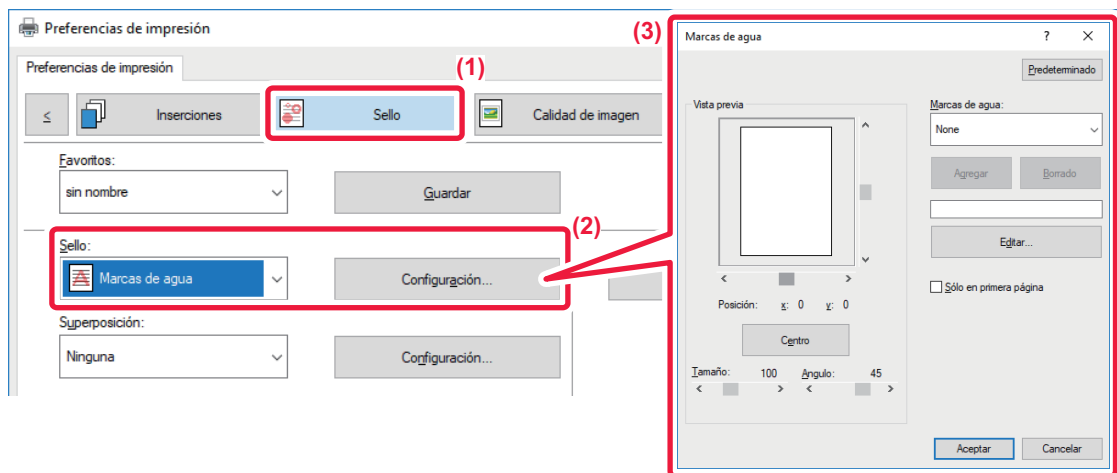 Preferencias de impresión
Preferencias de impresión
(1)
< Inserciones Sello Calidad de imagen
Favoritos:
sin nombre Guardar
(2)
Sello:
Marcas de agua Configuración...
Superposición:
Ninguna Configuración...
(3)
Marcas de agua ? X
Predeterminado
Vista previa
Marcas de agua:
None
Agregar Borrado
Editar...
Sólo en primera página
Posición: x: 0 y: 0
Centro
Tamaño: 100 Angulo: 45
Aceptar Cancelar